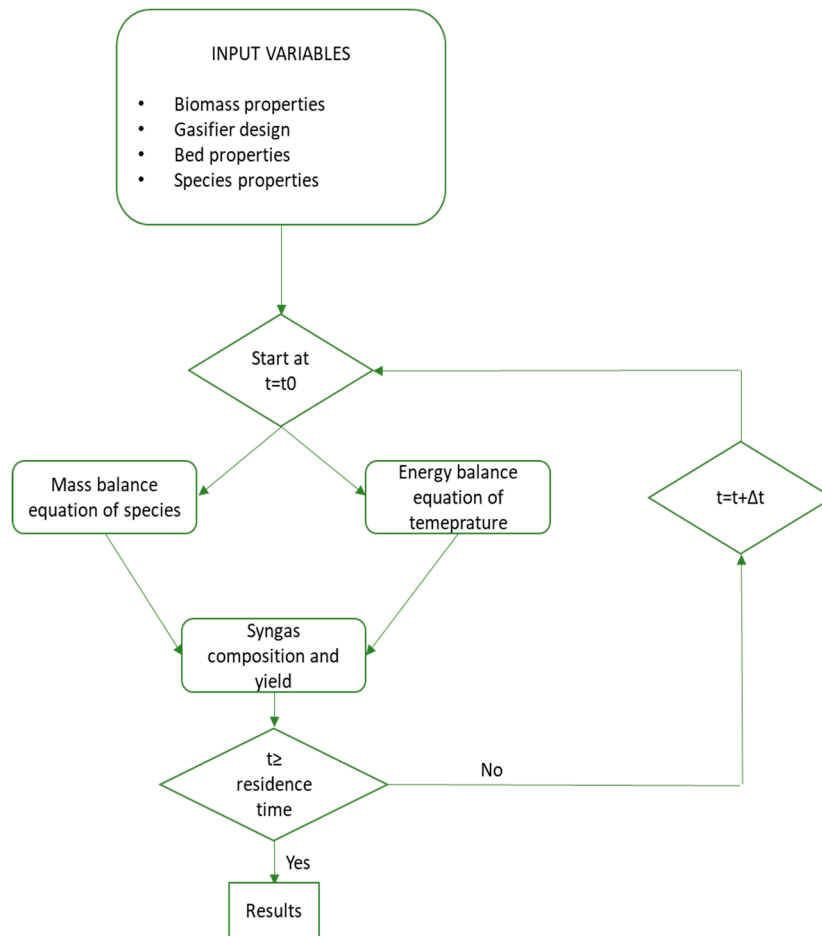 INPUT VARIABLES
• Biomass properties
• Gasifier design
• Bed properties
• Species properties
Start at
t=t0
Mass balance
equation of species
Energy balance
equation of
temeprature
t=t+Δt
Syngas
composition and
yield
t≥
residence
time
No
Yes
Results